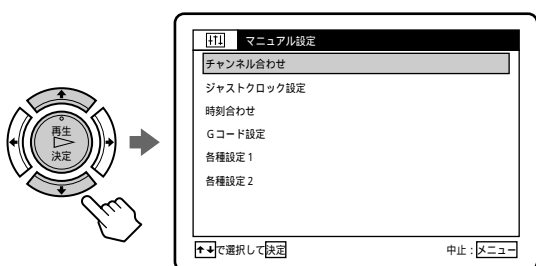 再生
決定
マニュアル設定
チャンネル合わせ
ジャストクロック設定
時刻合わせ
Gコード設定
各種設定1
各種設定2
で選択して決定
中止:メニュー